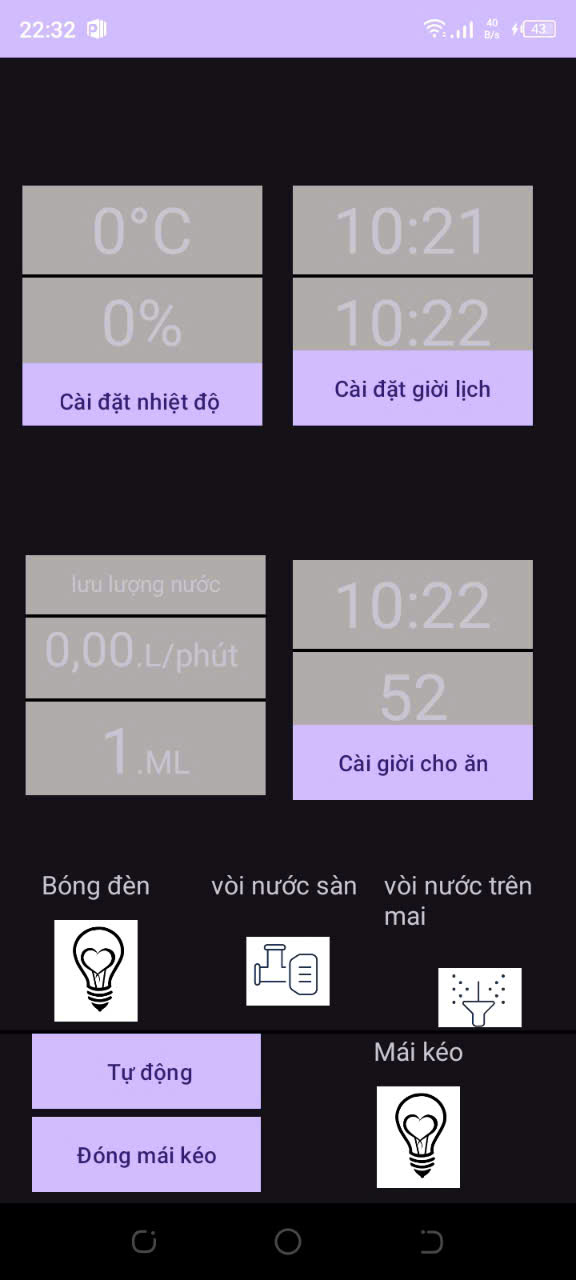 22:32
40
B/s
43
0°C
10:21
0%
10:22
Cài đặt nhiệt độ
Cài đặt giời lịch
lưu lượng nước
0,00.L/phút
1.ML
10:22
52
Cài giời cho ăn
Bóng đèn
vòi nước sàn
vòi nước trên
mai
Tự động
Mái kéo
Đóng mái kéo